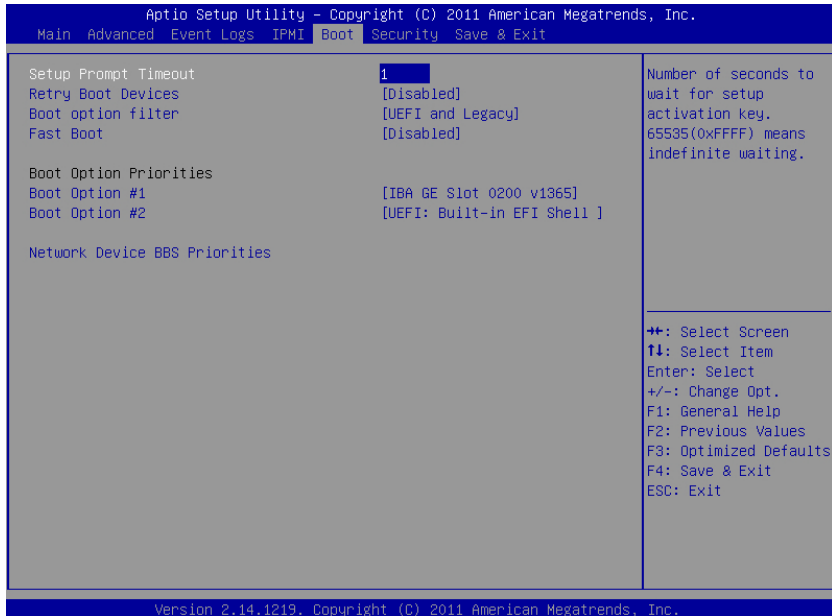 Aptio Setup Utility – Copyright (C) 2011 American Megatrends, Inc.
Main Advanced Event Logs IPMI Boot Security Save & Exit
Setup Prompt Timeout 1
Retry Boot Devices [Disabled]
Boot option filter [UEFI and Legacy]
Fast Boot [Disabled]
Boot Option Priorities
Boot Option #1 [IBA GE Slot 0200 v1365]
Boot Option #2 [UEFI: Built-in EFI Shell ]
Network Device BBS Priorities
Number of seconds to
wait for setup
activation key.
65535(0xFFFF) means
indefinite waiting.
→←: Select Screen
↑↓: Select Item
Enter: Select
+/-: Change Opt.
F1: General Help
F2: Previous Values
F3: Optimized Defaults
F4: Save & Exit
ESC: Exit
Version 2.14.1219. Copyright (C) 2011 American Megatrends, Inc.